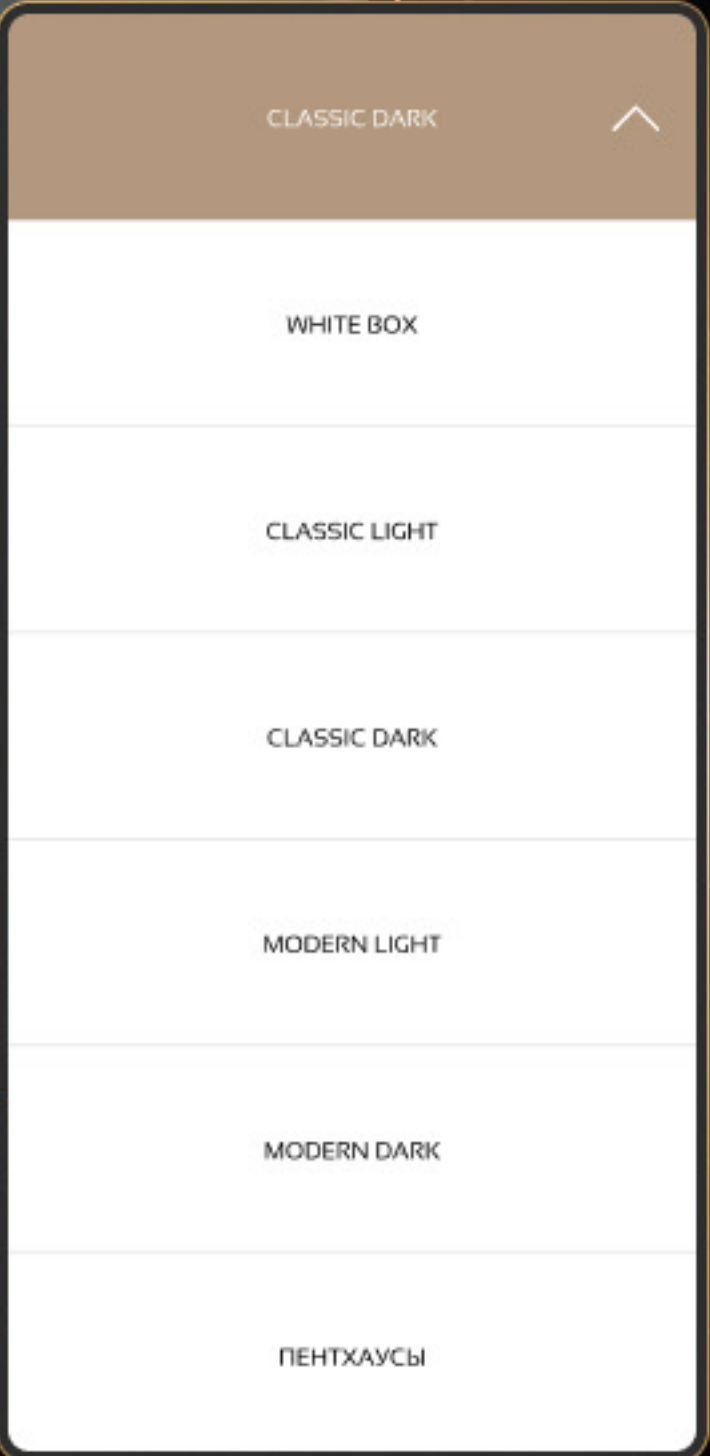 CLASSIC DARK
WHITE BOX
CLASSIC LIGHT
CLASSIC DARK
MODERN LIGHT
MODERN DARK
ПЕНТХАУСЫ